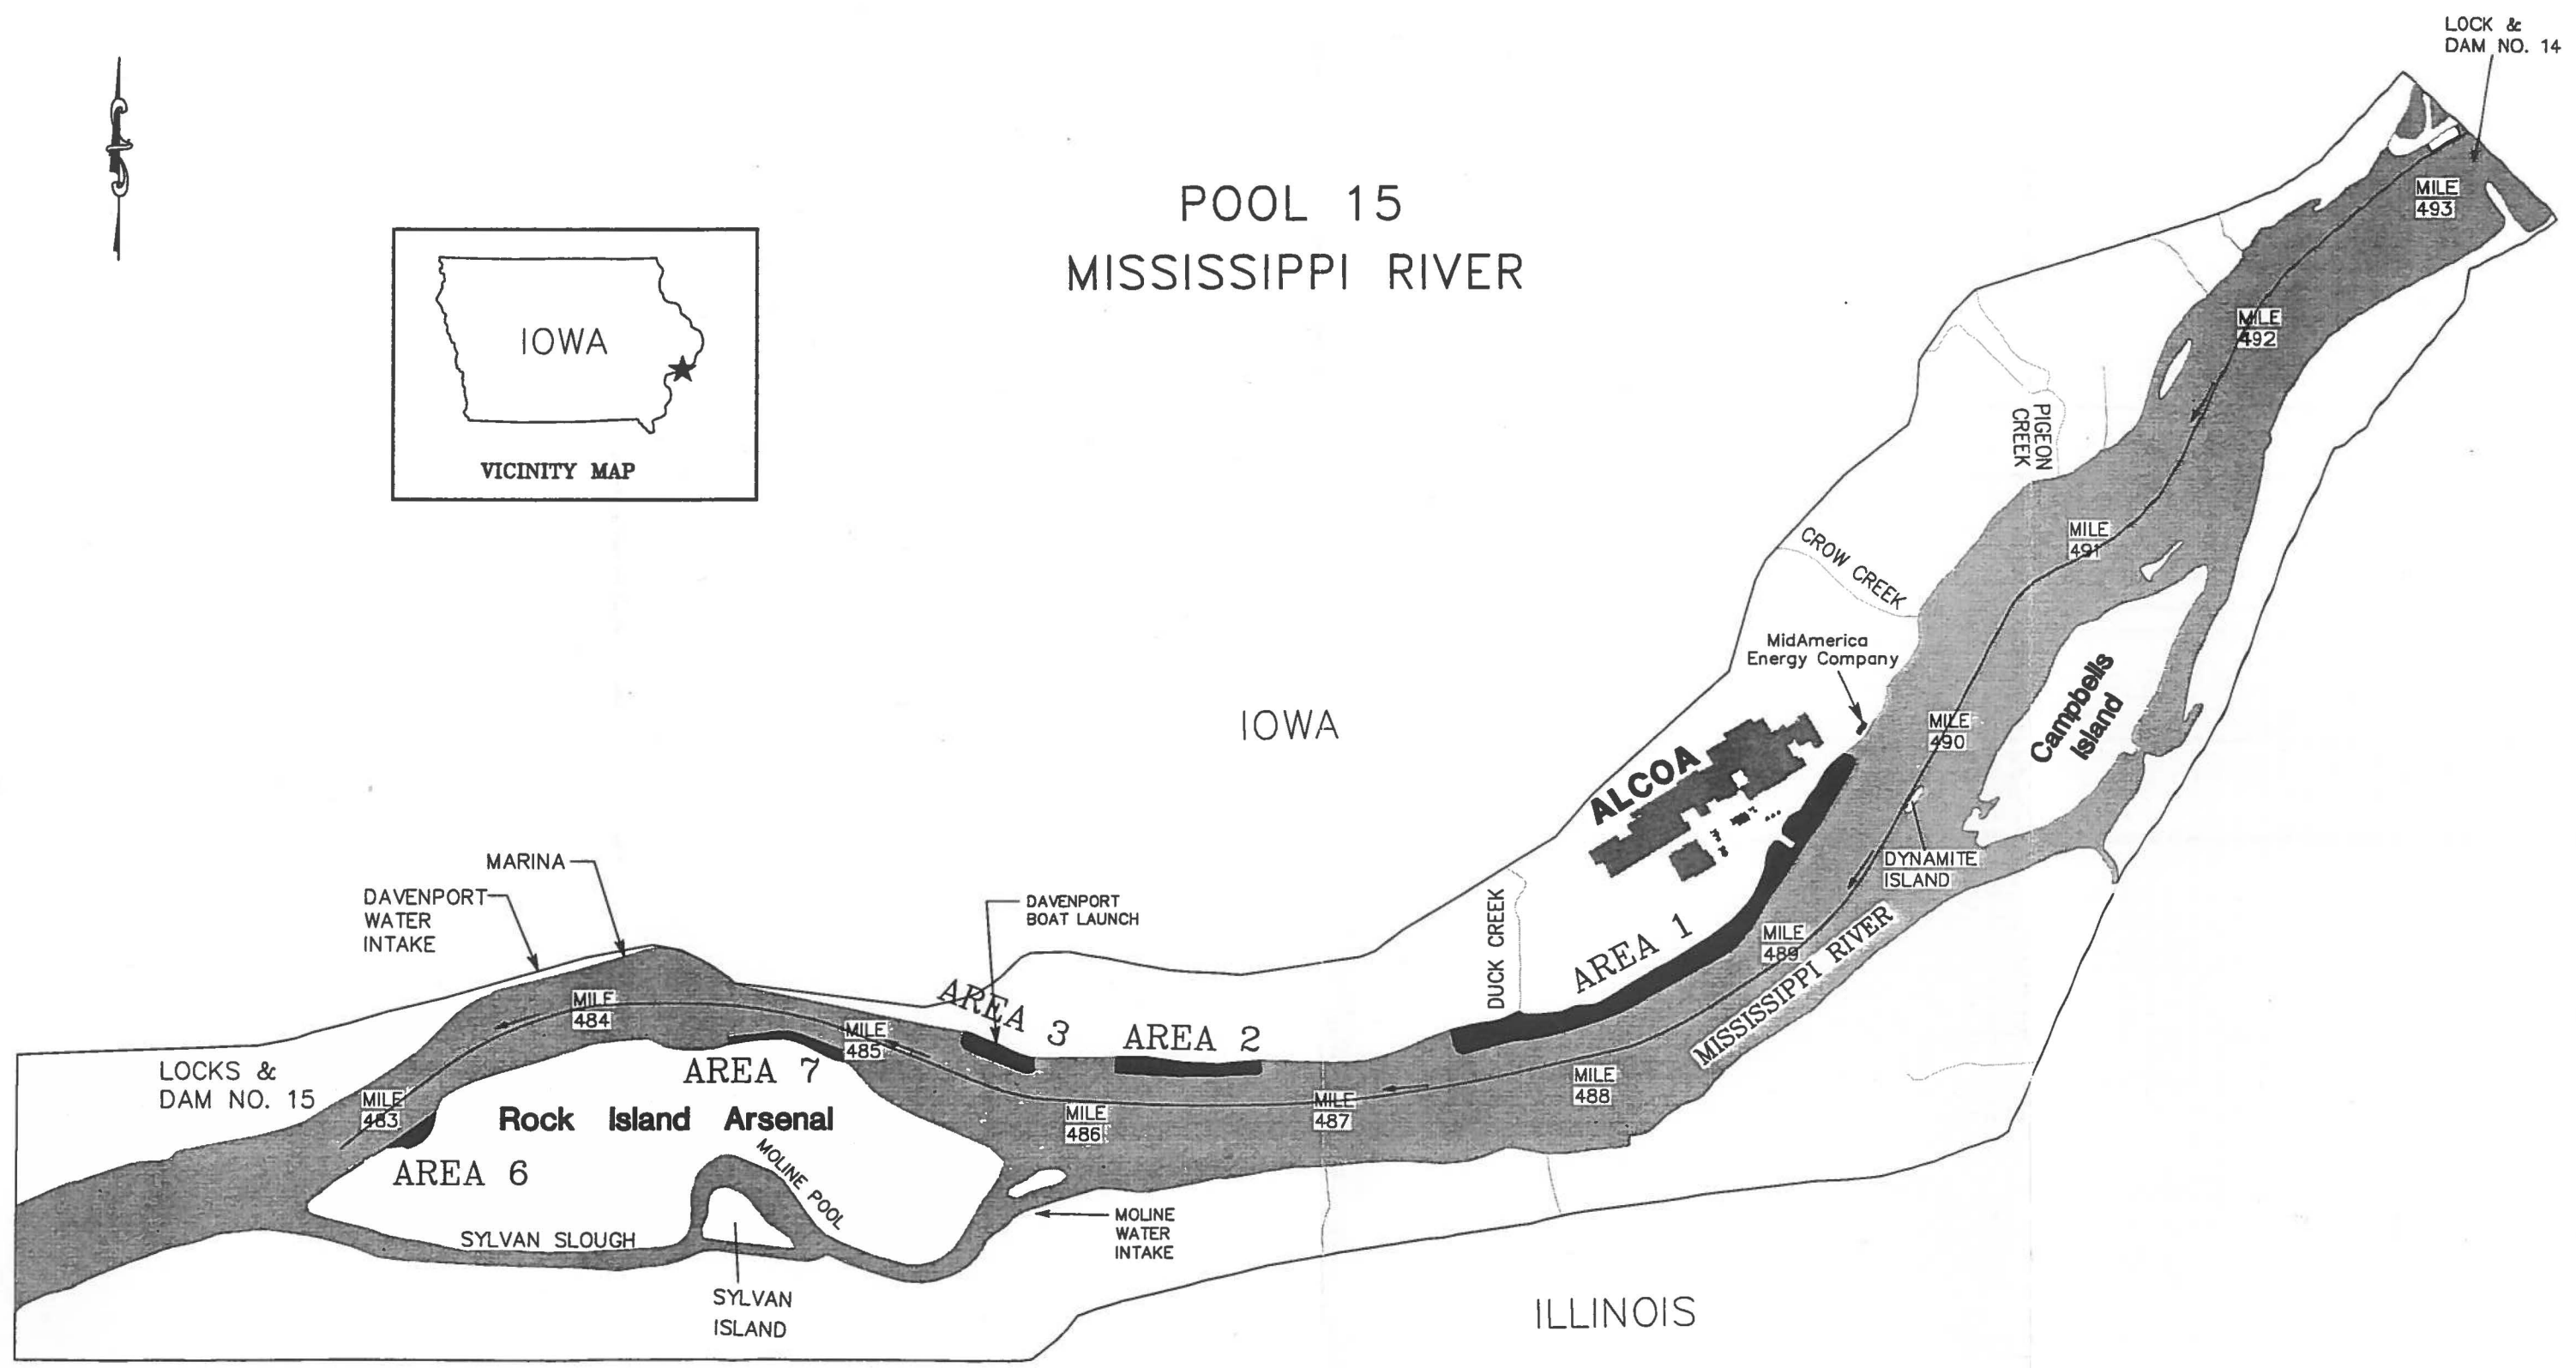 LOCK &
DAM NO. 14
POOL 15
MISSISSIPPI RIVER
MILE
493
IOWA
VICINITY MAP
MILE
492
PIGEON
CREEK
MILE
491
CROW CREEK
MidAmerica
Energy Company
Campbells
Island
IOWA
MILE
490
ALCOA
DYNAMITE
ISLAND
MARINA
DAVENPORT
WATER
INTAKE
DAVENPORT
BOAT LAUNCH
DUCK CREEK
AREA 1
MILE
489
MISSISSIPPI RIVER
AREA 3
AREA 2
MILE
484
MILE
485
AREA 7
LOCKS &
DAM NO. 15
MILE
483
MILE
486
MILE
487
MILE
488
Rock Island Arsenal
AREA 6
MOLINE POOL
MOLINE
WATER
INTAKE
SYLVAN SLOUGH
SYLVAN
ISLAND
ILLINOIS